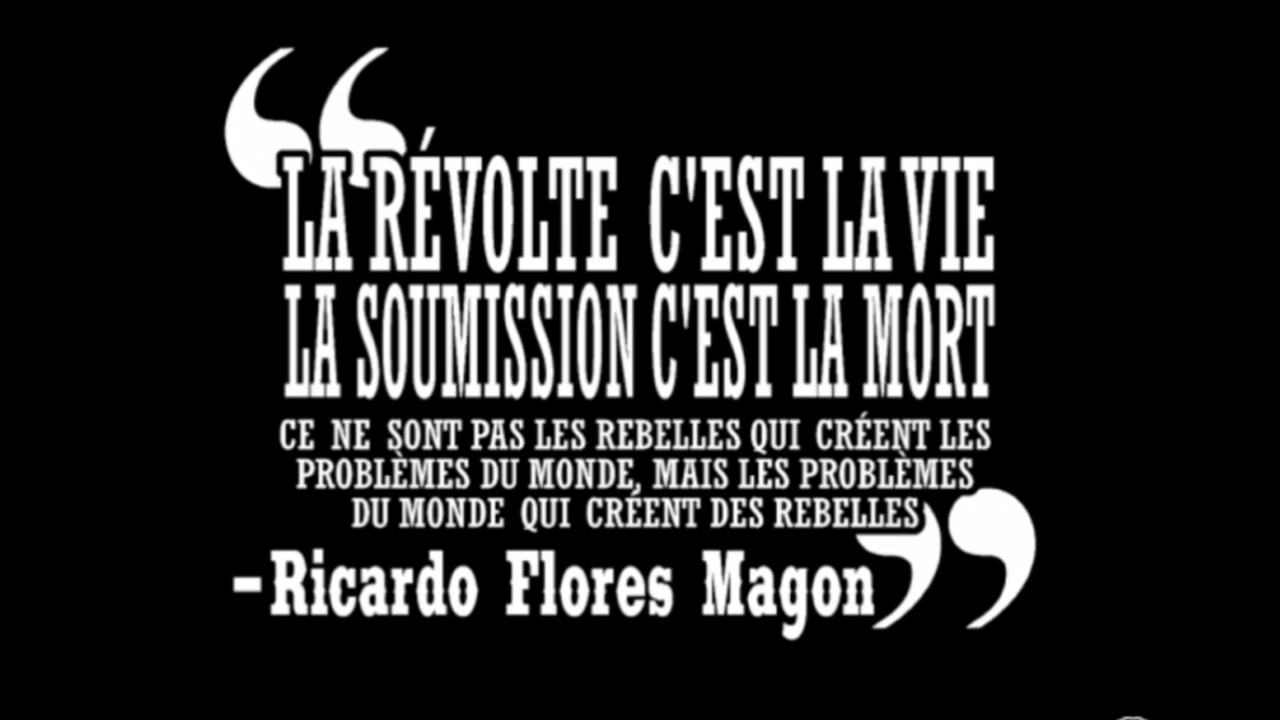 LA RÉVOLTE C'EST LA VIE
LA SOUMISSION C'EST LA MORT
CE NE SONT PAS LES REBELLES QUI CRÉENT LES
PROBLÈMES DU MONDE, MAIS LES PROBLÈMES
DU MONDE QUI CRÉENT DES REBELLES
-Ricardo Flores Magon